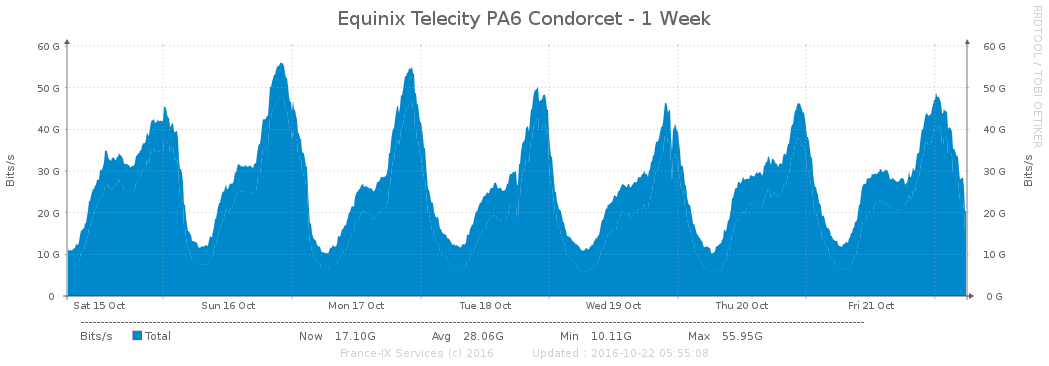 Equinix Telecity PA6 Condorcet - 1 Week
RRDTOOL / TOBI OETIKER
Bits/s
Bits/s
60 G
60 G
50 G
50 G
40 G
40 G
30 G
30 G
20 G
20 G
10 G
10 G
0
0 G
Sat 15 Oct Sun 16 Oct Mon 17 Oct Tue 18 Oct Wed 19 Oct Thu 20 Oct Fri 21 Oct
Bits/s Total Now 17.10G Avg 28.06G Min 10.11G Max 55.95G
France-IX Services (c) 2016 Updated : 2016-10-22 05:55:08